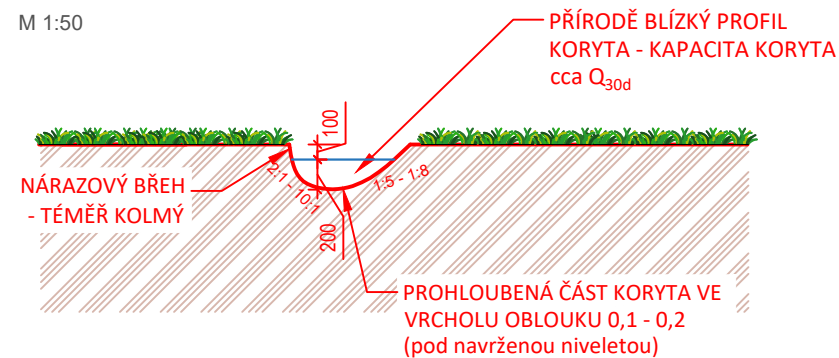 M 1:50
PŘÍRODĚ BLÍZKÝ PROFIL
KORYTA - KAPACITA KORYTA
cca Q30d
100
NÁRAZOVÝ BŘEH
- TÉMĚŘ KOLMÝ
2:1 - 10:1
1:5 - 1:8
200
PROHLOUBENÁ ČÁST KORYTA VE
VRCHOLU OBLOUKU 0,1 - 0,2
(pod navrženou niveletou)